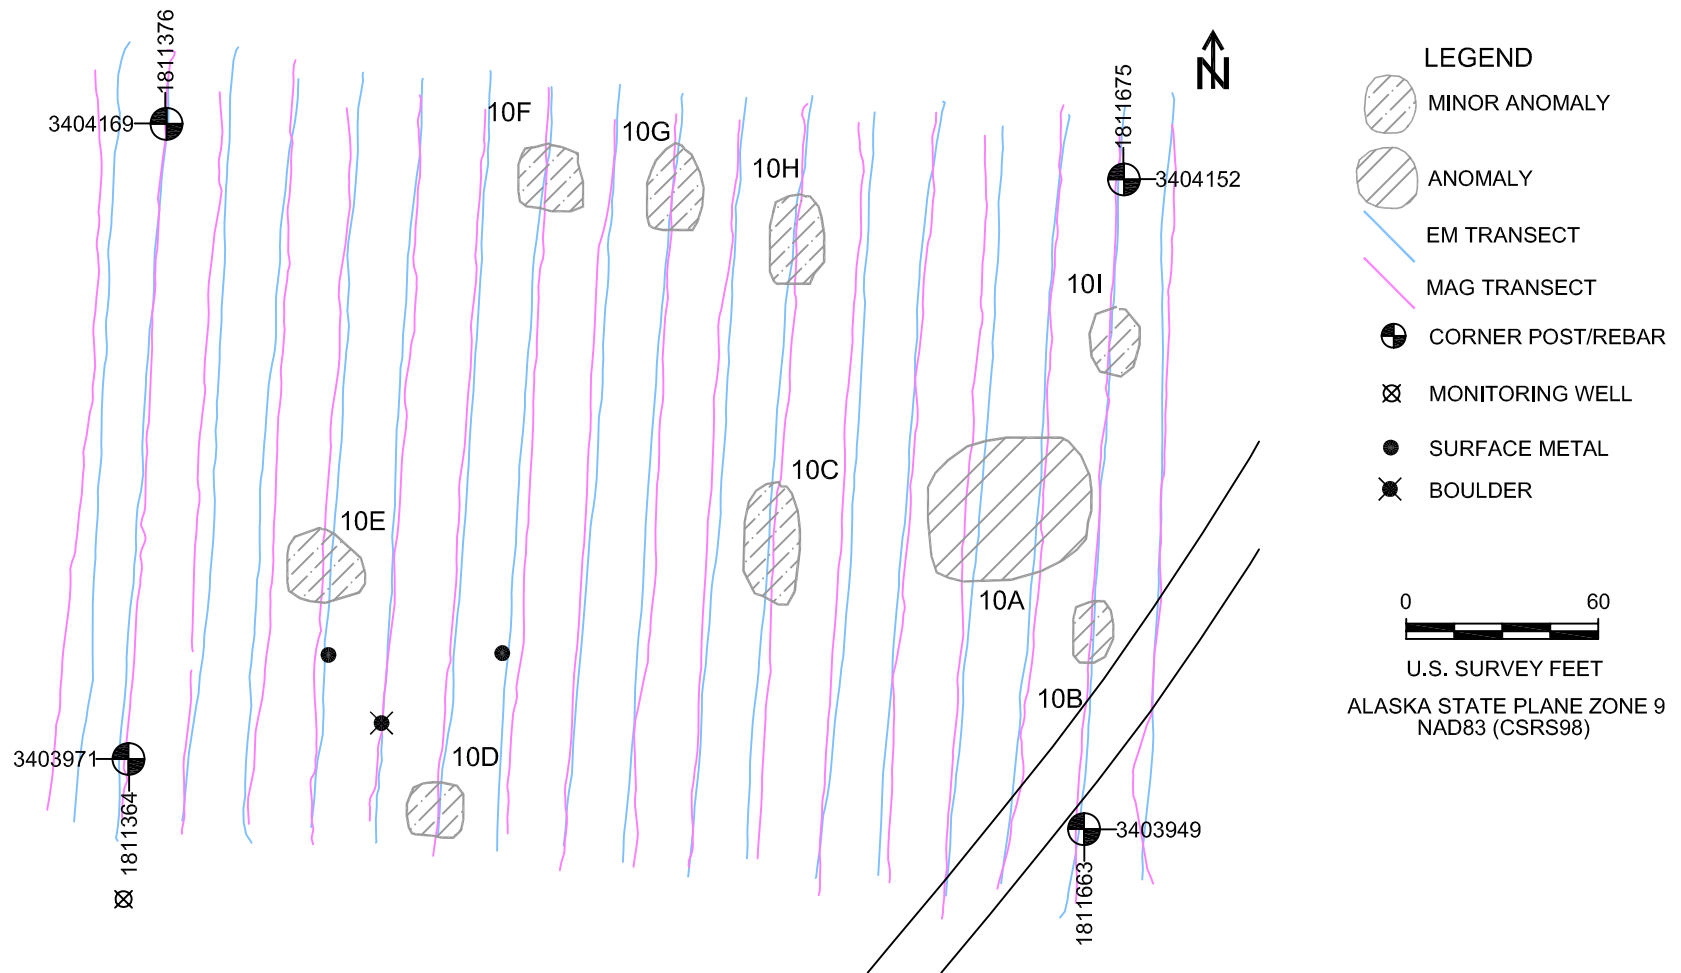 1811376
3404169
10F
10G
10H
N
1811675
3404152
10I
10C
10E
10A
10B
10D
3403971
1811364
3403949
1811663
LEGEND
MINOR ANOMALY
ANOMALY
EM TRANSECT
MAG TRANSECT
CORNER POST/REBAR
MONITORING WELL
SURFACE METAL
BOULDER
0 60
U.S. SURVEY FEET
ALASKA STATE PLANE ZONE 9
NAD83 (CSRS98)